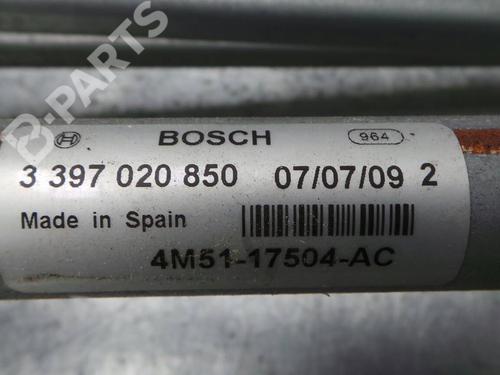 B-PARTS
BOSCH 964
3 397 020 850 07/07/09 2
Made in Spain
4M51-17504-AC